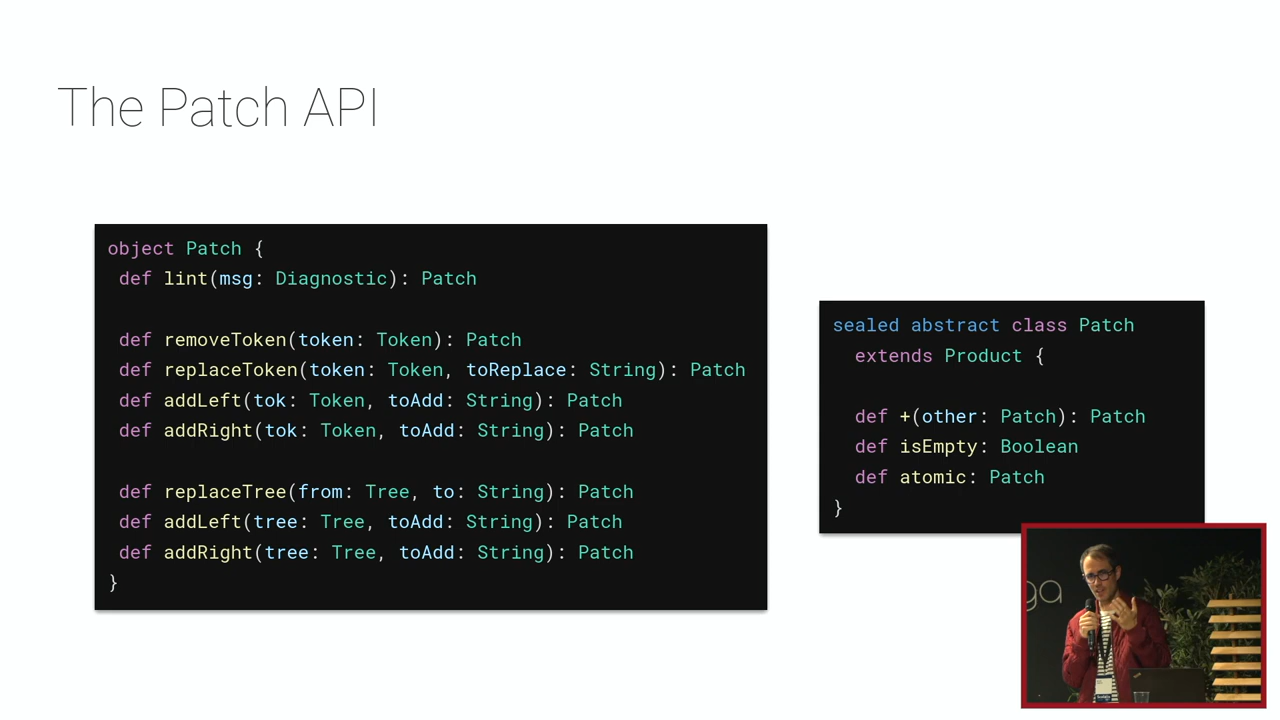 The Patch API
object Patch {
def lint(msg: Diagnostic): Patch
def removeToken(token: Token): Patch
def replaceToken(token: Token, toReplace: String): Patch
def addLeft(tok: Token, toAdd: String): Patch
def addRight(tok: Token, toAdd: String): Patch
def replaceTree(from: Tree, to: String): Patch
def addLeft(tree: Tree, toAdd: String): Patch
def addRight(tree: Tree, toAdd: String): Patch
}
sealed abstract class Patch
extends Product {
def +(other: Patch): Patch
def isEmpty: Boolean
def atomic: Patch
}
ga